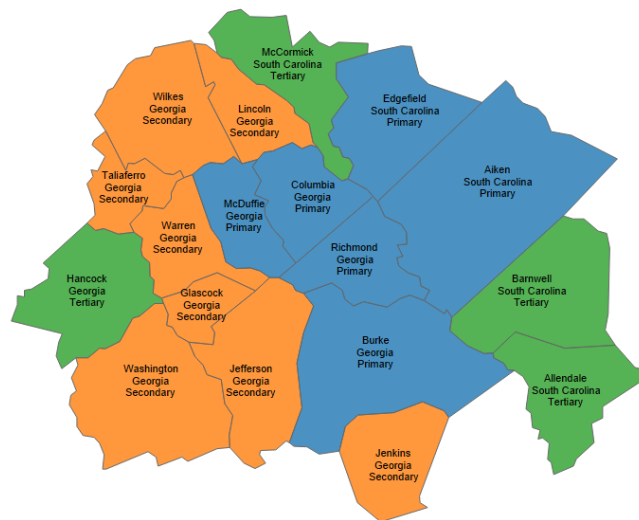 McCormick
South Carolina
Tertiary
Wilkes
Georgia
Secondary
Edgefield
South Carolina
Primary
Lincoln
Georgia
Secondary
Aiken
South Carolina
Primary
Taliaferro
Georgia
Secondary
McDuffie
Georgia
Primary
Columbia
Georgia
Primary
Warren
Georgia
Secondary
Richmond
Georgia
Primary
Hancock
Georgia
Tertiary
Barnwell
South Carolina
Tertiary
Glascock
Georgia
Secondary
Burke
Georgia
Primary
Washington
Georgia
Secondary
Jefferson
Georgia
Secondary
Allendale
South Carolina
Tertiary
Jenkins
Georgia
Secondary